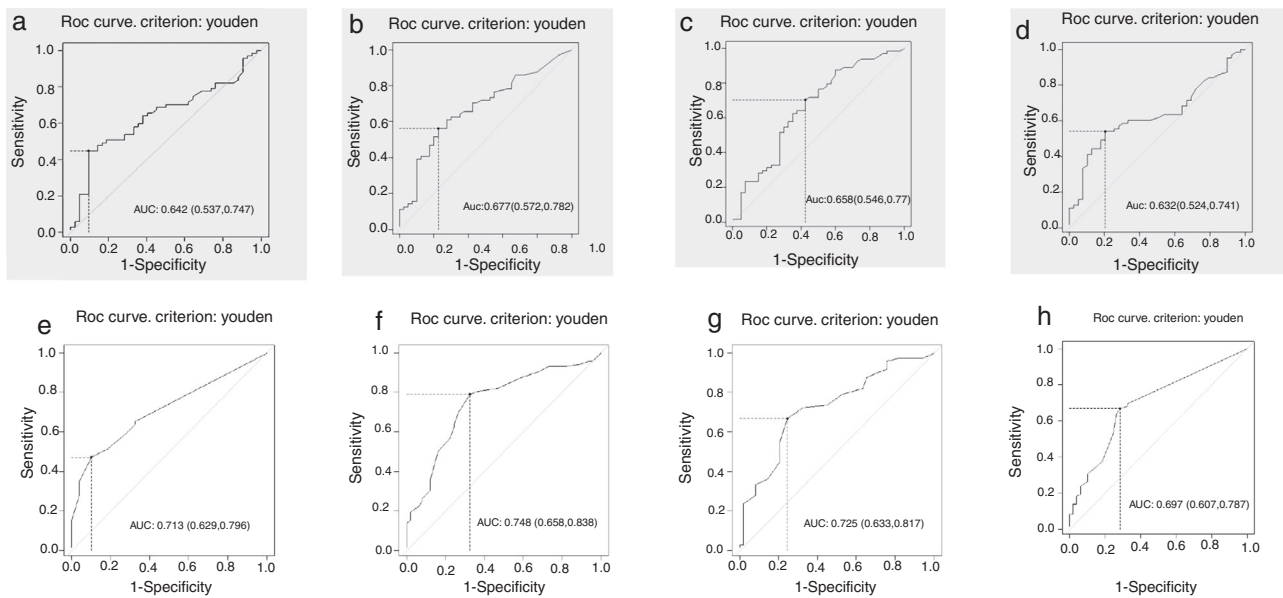 a
Roc curve. criterion: youden
1.0
0.8
0.6
0.4
0.2
0.0
Sensitivity
AUC: 0.642 (0.537,0.747)
0.0 0.2 0.4 0.6 0.8 1.0
1-Specificity
b
Roc curve. criterion: youden
1.0
0.8
0.6
0.4
0.2
0.0
Sensitivity
Auc:0.677(0.572,0.782)
0.0 0.2 0.4 0.6 0.8 1.0
1-Specificity
c
Roc curve. criterion: youden
1.0
0.8
0.6
0.4
0.2
0.0
Sensitivity
Auc:0.658(0.546,0.77)
0.0 0.2 0.4 0.6 0.8 1.0
1-Specificity
d
Roc curve. criterion: youden
1.0
0.8
0.6
0.4
0.2
0.0
Sensitivity
Auc: 0.632(0.524,0.741)
0.0 0.2 0.4 0.6 0.8 1.0
1-Specificity
e
Roc curve. criterion: youden
1.0
0.8
0.6
0.4
0.2
0.0
Sensitivity
AUC: 0.713 (0.629,0.796)
0.0 0.2 0.4 0.6 0.8 1.0
1-Specificity
f
Roc curve. criterion: youden
1.0
0.8
0.6
0.4
0.2
0.0
Sensitivity
AUC: 0.748 (0.658,0.838)
0.0 0.2 0.4 0.6 0.8 1.0
1-Specificity
g
Roc curve. criterion: youden
1.0
0.8
0.6
0.4
0.2
0.0
Sensitivity
AUC: 0.725 (0.633,0.817)
0.0 0.2 0.4 0.6 0.8 1.0
1-Specificity
h
Roc curve. criterion: youden
1.0
0.8
0.6
0.4
0.2
0.0
Sensitivity
AUC: 0.697 (0.607,0.787)
0.0 0.2 0.4 0.6 0.8 1.0
1-Specificity